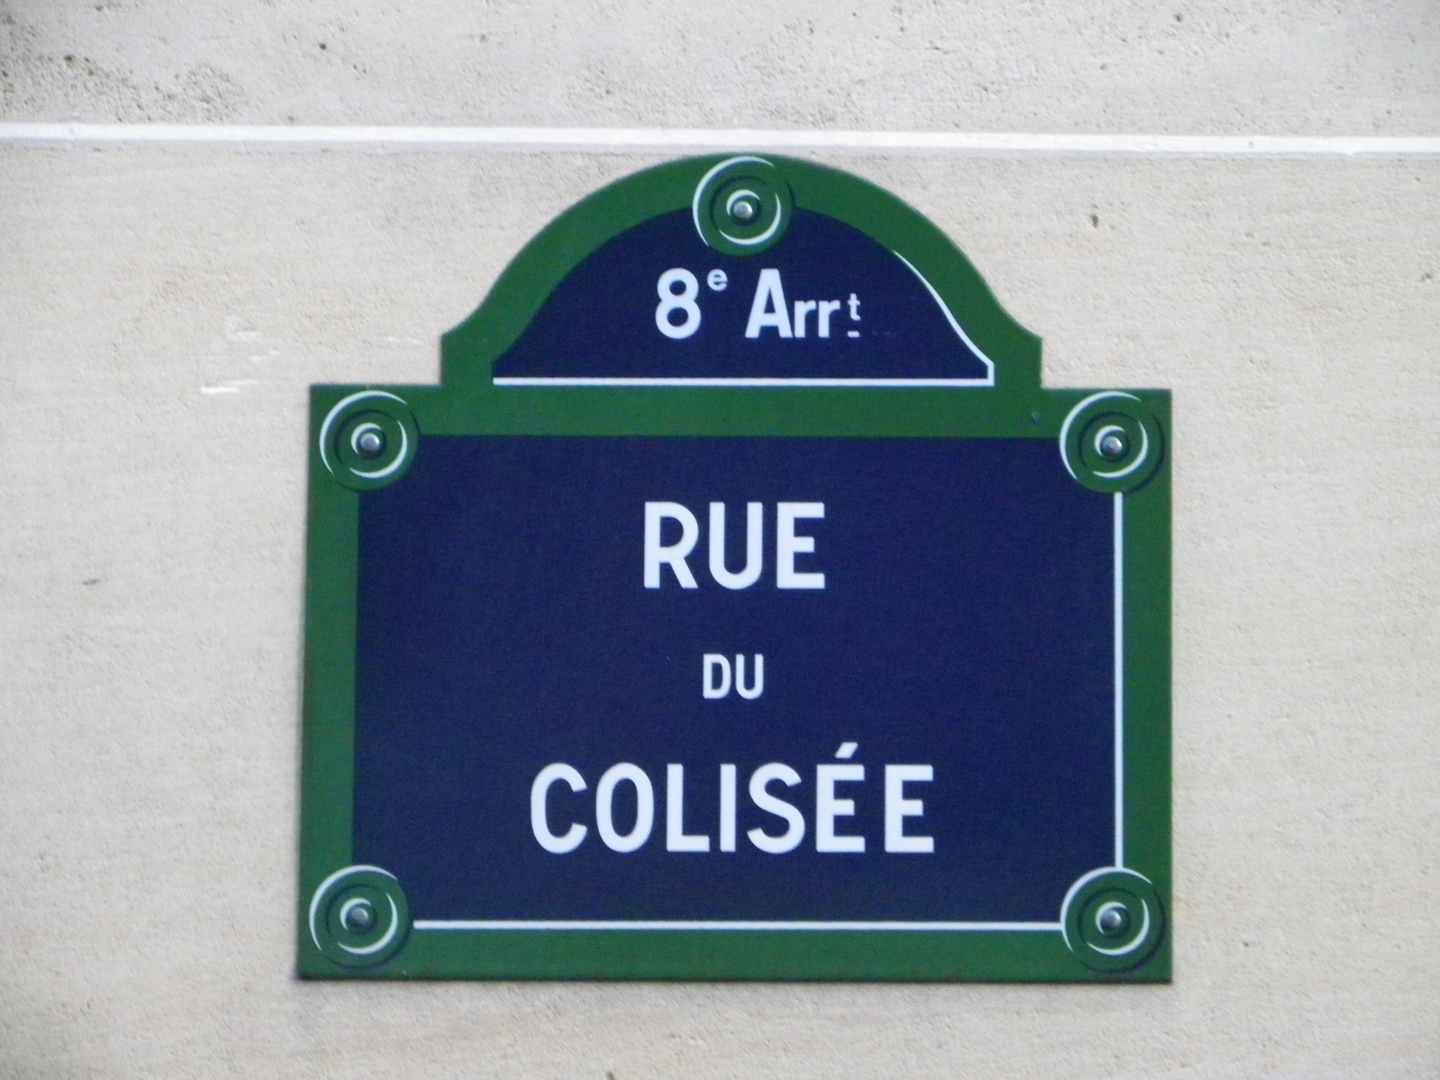 8ᵉ Arrᵗ
RUE
DU
COLISÉE